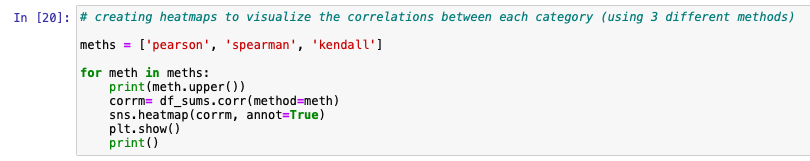 In [20]: # creating heatmaps to visualize the correlations between each category (using 3 different methods)
meths = ['pearson', 'spearman', 'kendall']
for meth in meths:
    print(meth.upper())
    corrm= df_sums.corr(method=meth)
    sns.heatmap(corrm, annot=True)
    plt.show()
    print()